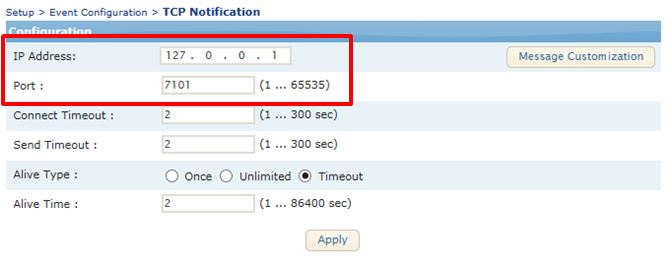 Setup > Event Configuration > TCP Notification
Configuration
IP Address: 127 . 0 . 0 . 1 Message Customization
Port : 7101 (1 ... 65535)
Connect Timeout : 2 (1 ... 300 sec)
Send Timeout : 2 (1 ... 300 sec)
Alive Type : Once Unlimited Timeout
Alive Time : 2 (1 ... 86400 sec)
Apply